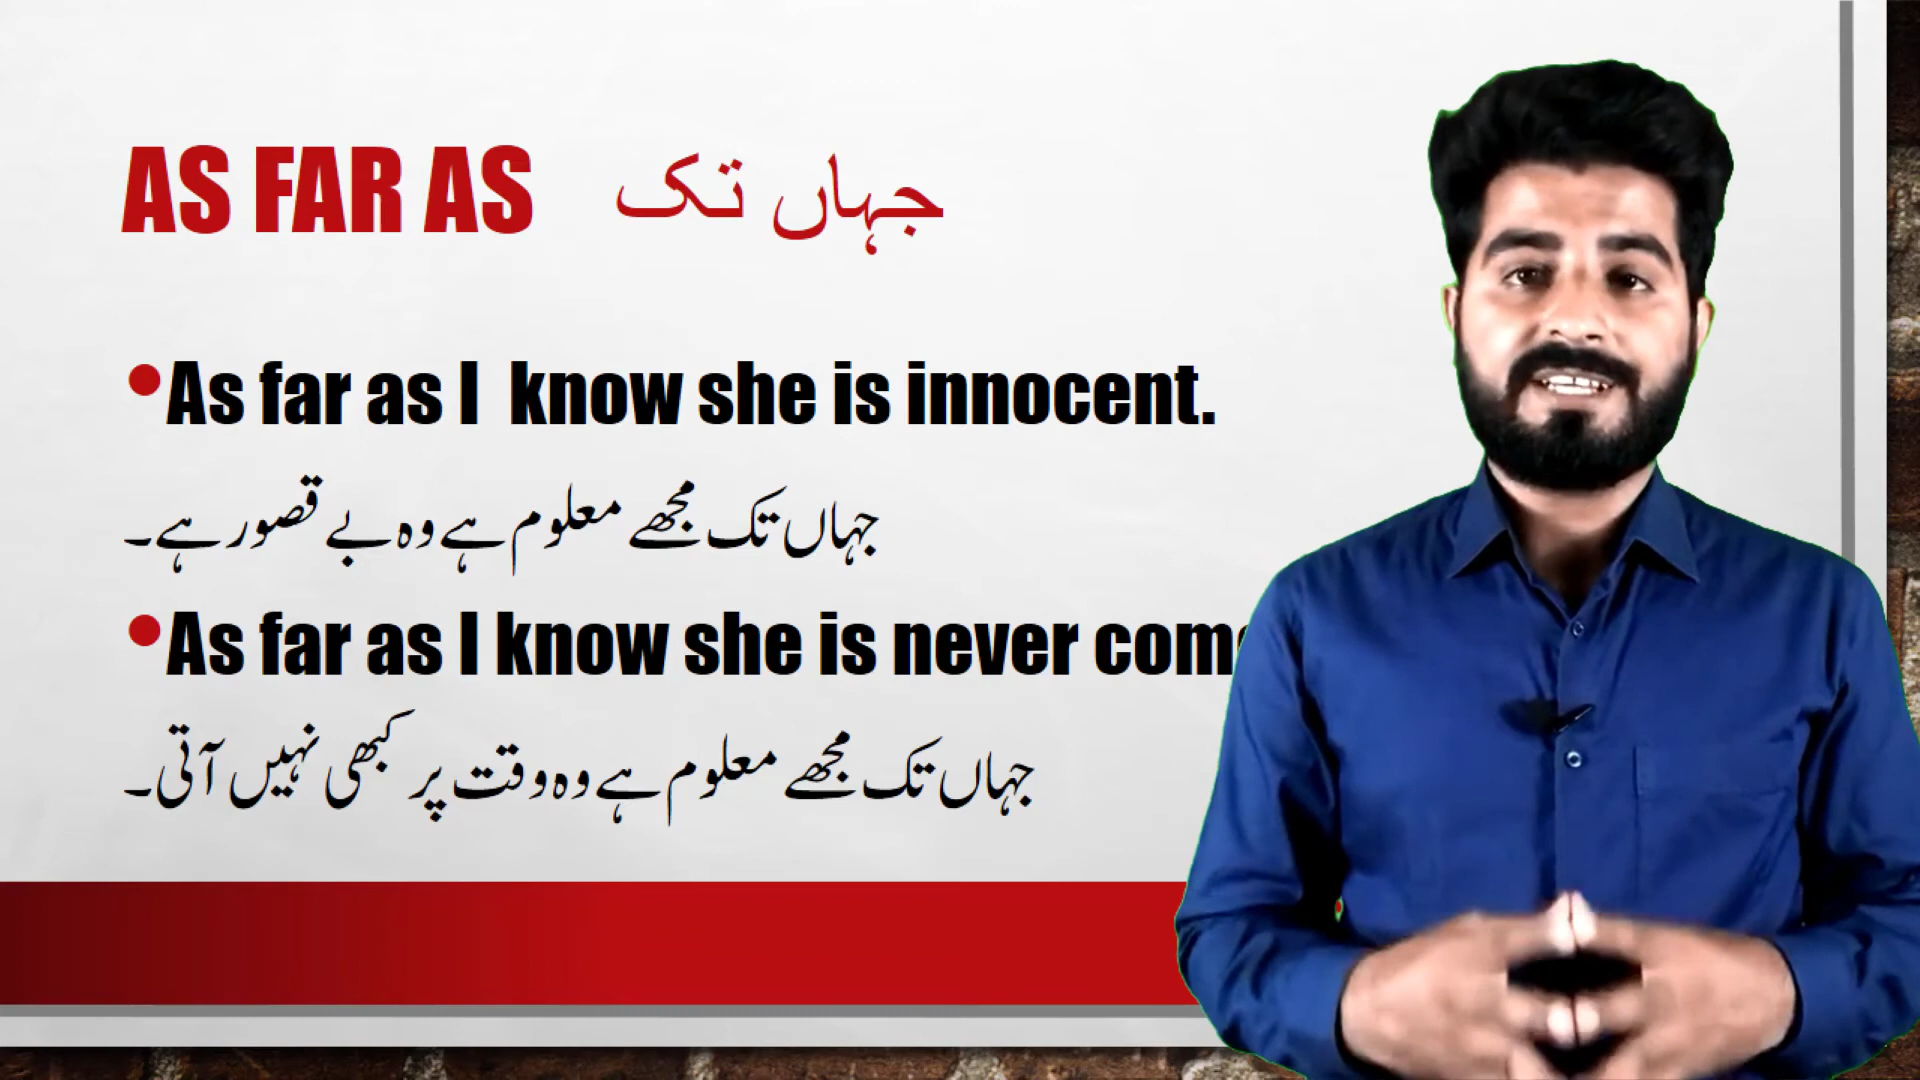 AS FAR AS جہاں تک
•As far as I know she is innocent.
جہاں تک مجھے معلوم ہے وہ بے قصور ہے۔
•As far as I know she is never
جہاں تک مجھے معلوم ہے وہ وقت پر کبھی نہیں آتی۔